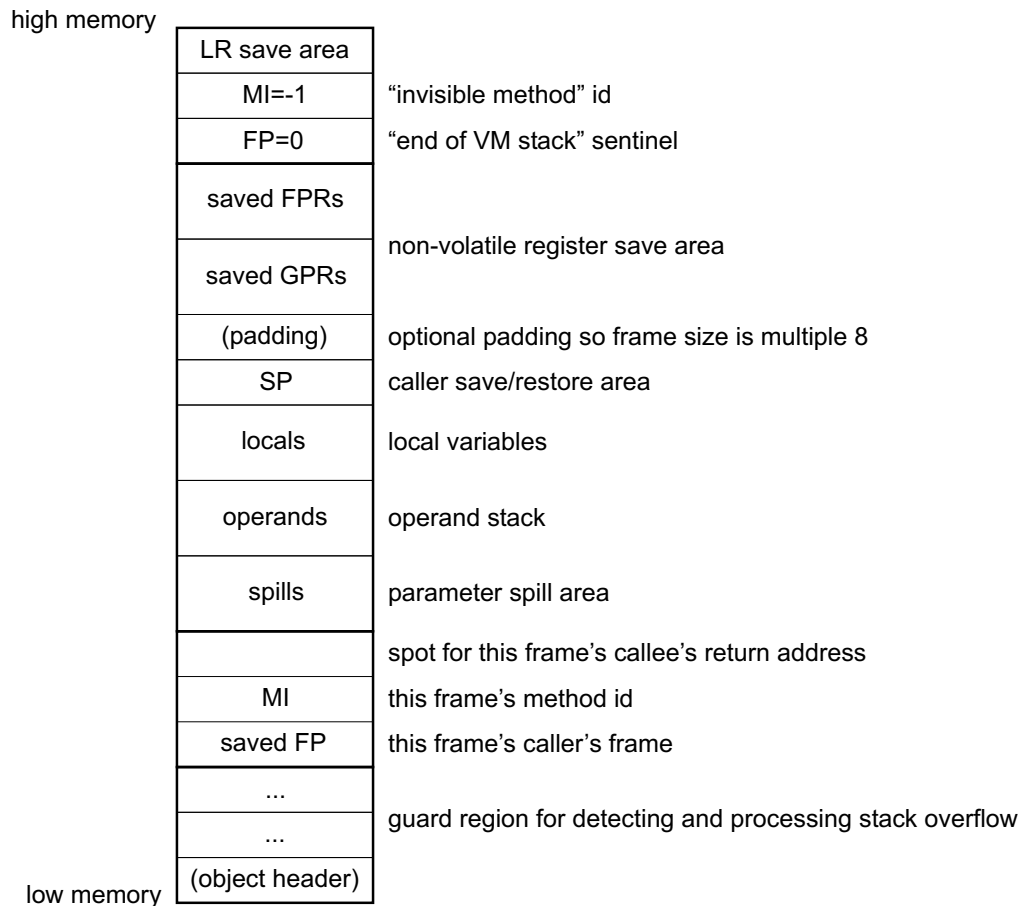 high memory
LR save area
MI=-1 “invisible method” id
FP=0 “end of VM stack” sentinel
saved FPRs
non-volatile register save area
saved GPRs
(padding) optional padding so frame size is multiple 8
SP caller save/restore area
locals local variables
operands operand stack
spills parameter spill area
spot for this frame’s callee’s return address
MI this frame’s method id
saved FP this frame’s caller’s frame
...
guard region for detecting and processing stack overflow
...
(object header)
low memory